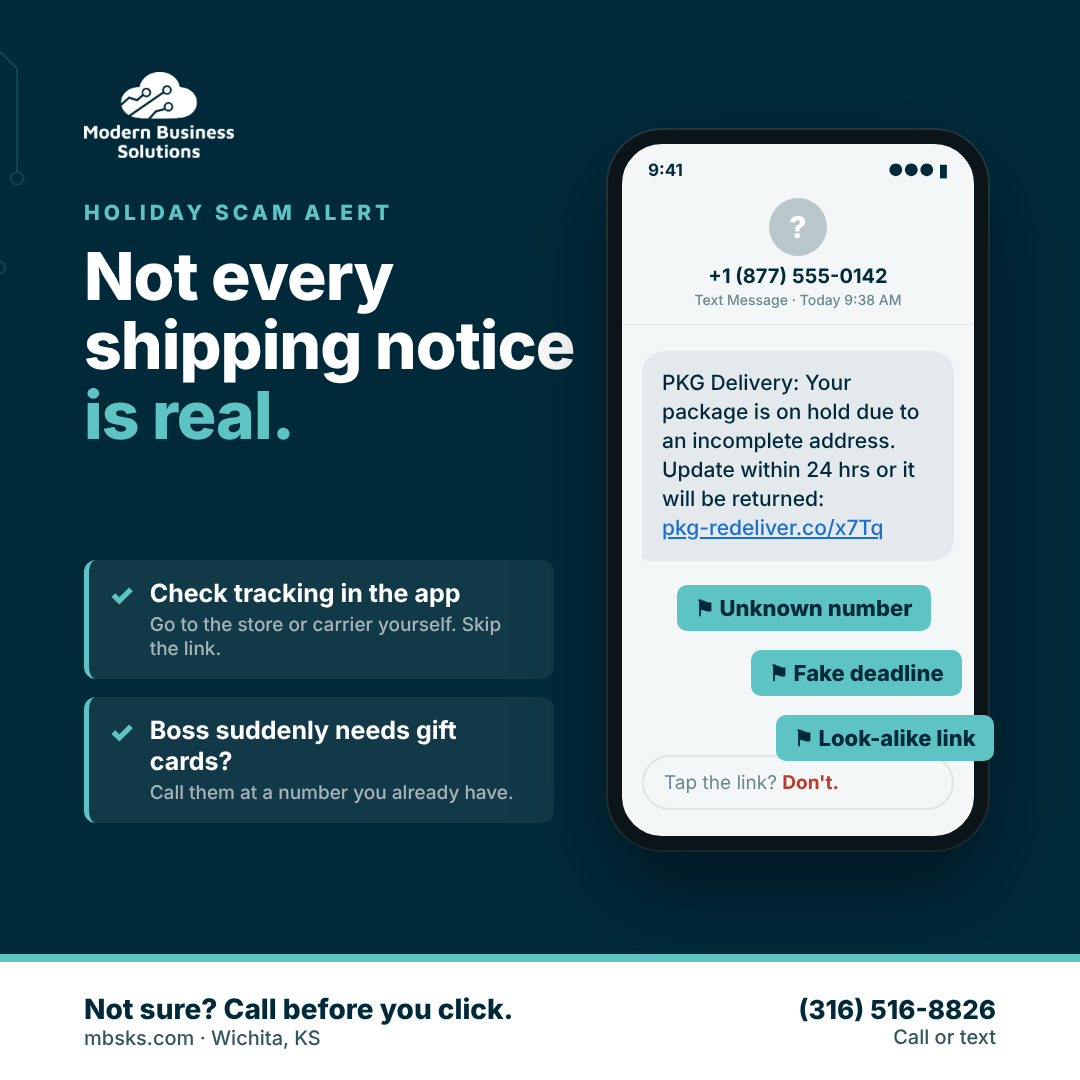 Modern Business
Solutions
HOLIDAY SCAM ALERT
Not every
shipping notice
is real.
✓ Check tracking in the app
Go to the store or carrier yourself. Skip
the link.
✓ Boss suddenly needs gift
cards?
Call them at a number you already have.
9:41
?
+1 (877) 555-0142
Text Message · Today 9:38 AM
PKG Delivery: Your
package is on hold due to
an incomplete address.
Update within 24 hrs or it
will be returned:
pkg-redeliver.co/x7Tq
⚑ Unknown number
⚑ Fake deadline
⚑ Look-alike link
Tap the link? Don't.
Not sure? Call before you click.
mbsks.com · Wichita, KS
(316) 516-8826
Call or text